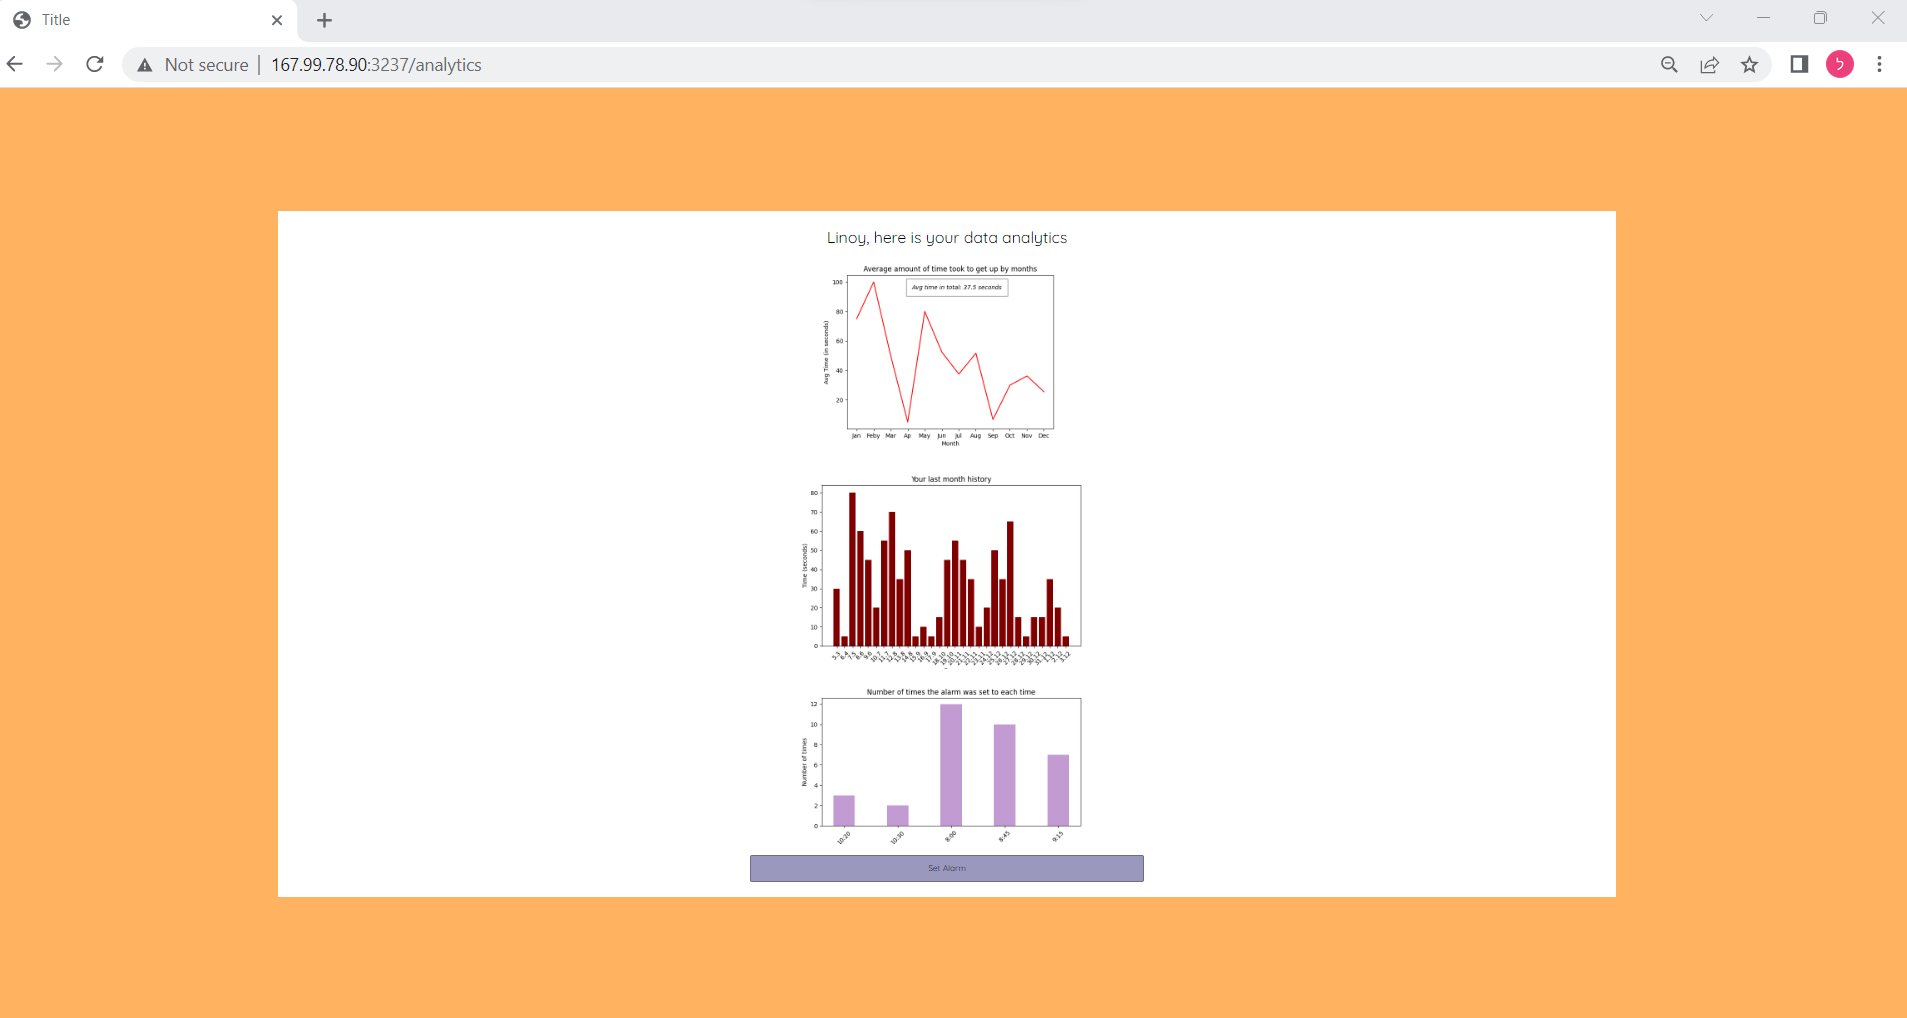 Title
Not secure | 167.99.78.90:3237/analytics
ל
Linoy, here is your data analytics
Average amount of time took to get up by months
Avg time in total: 37.5 seconds
Avg Time (in seconds)
100
80
60
40
20
Jan Feby Mar Ap May Jun Jul Aug Sep Oct Nov Dec
Month
Your last month history
Time (seconds)
80
70
60
50
40
30
20
10
0
Number of times the alarm was set to each time
Number of times
12
10
8
6
4
2
0
10:20 10:30 8:00 8:45 9:15
Set Alarm